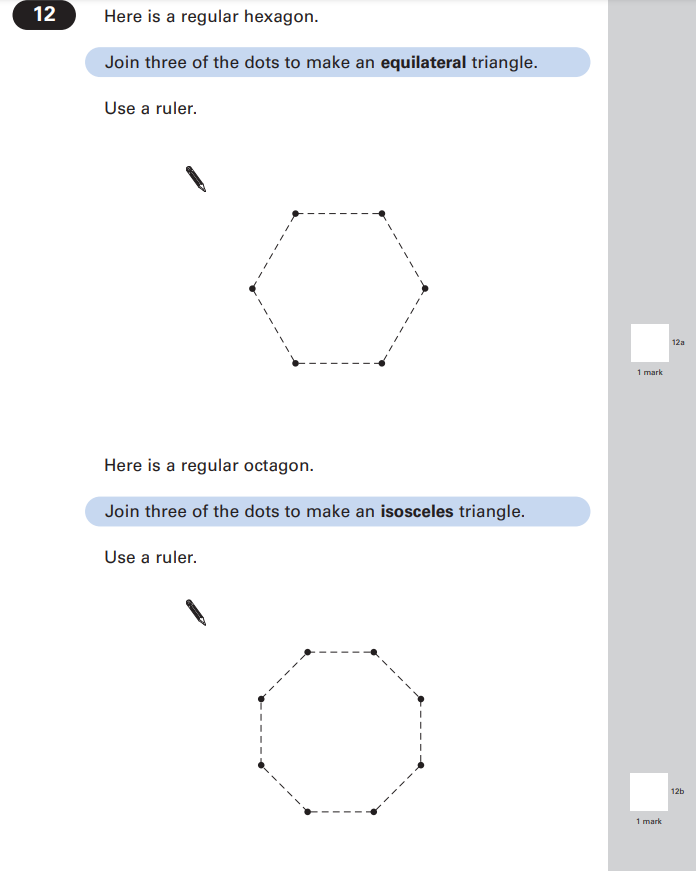 12
Here is a regular hexagon.
Join three of the dots to make an equilateral triangle.
Use a ruler.
12a
1 mark
Here is a regular octagon.
Join three of the dots to make an isosceles triangle.
Use a ruler.
12b
1 mark